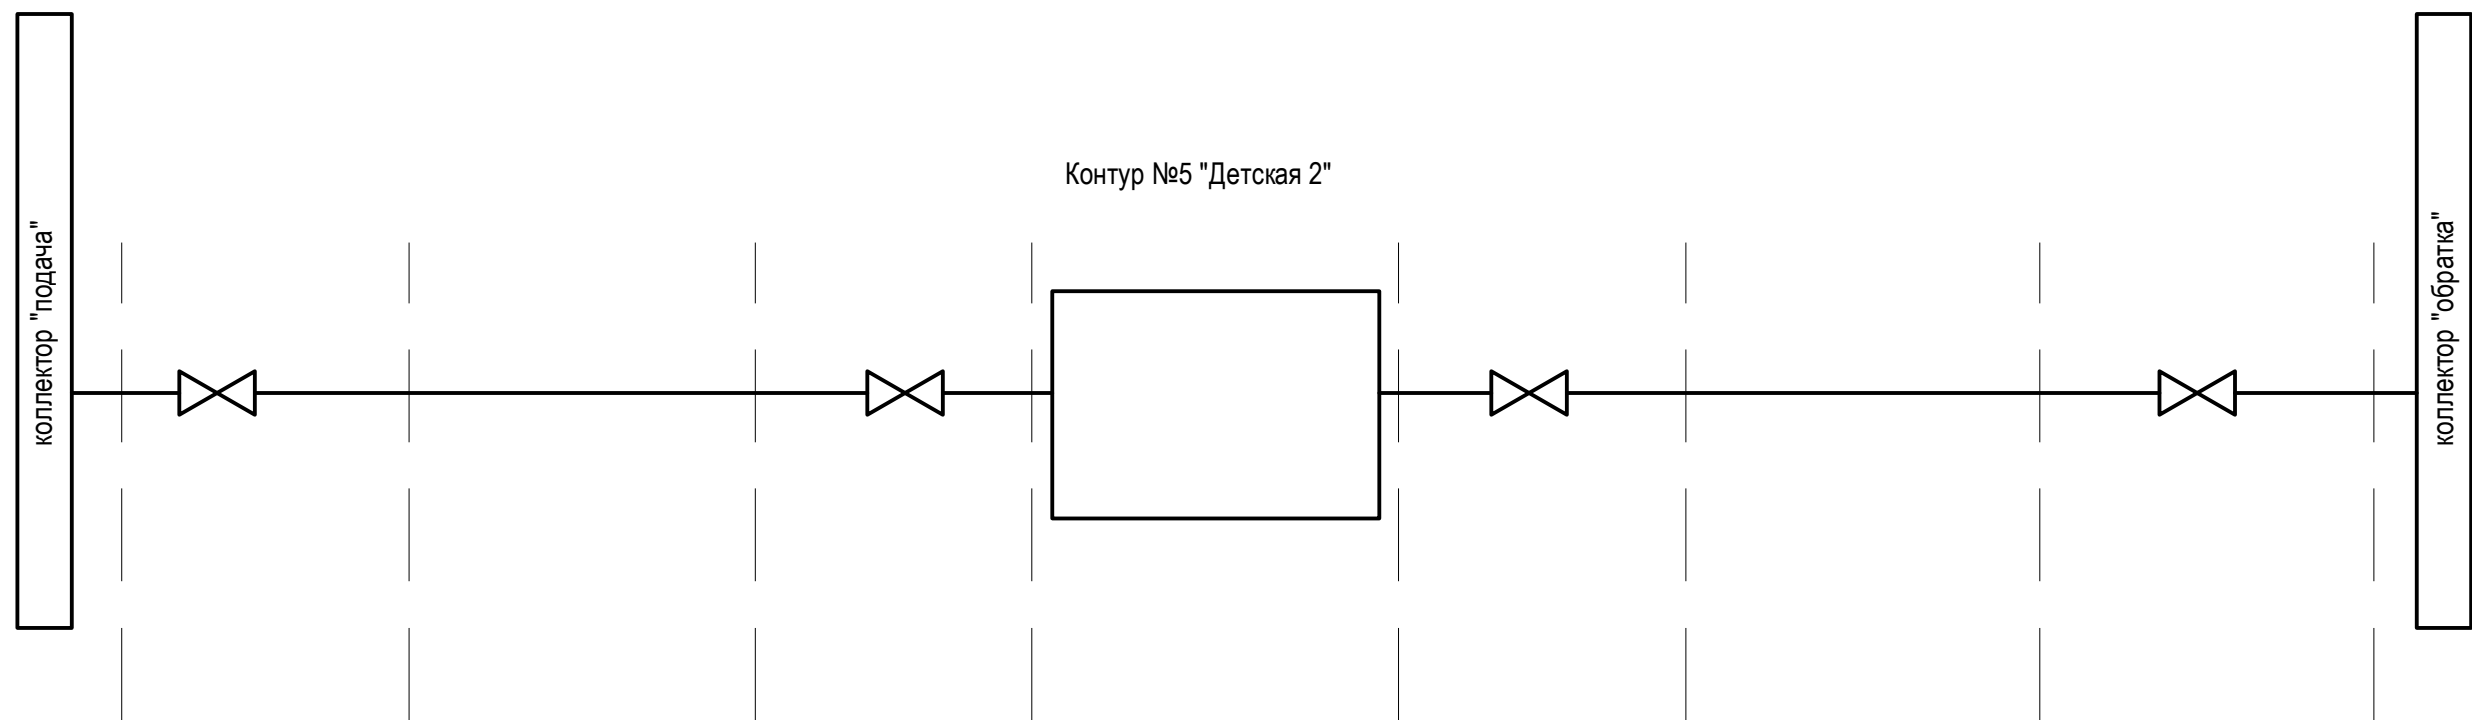 Контур №5 "Детская 2"
коллектор "подача"
коллектор "обратка"